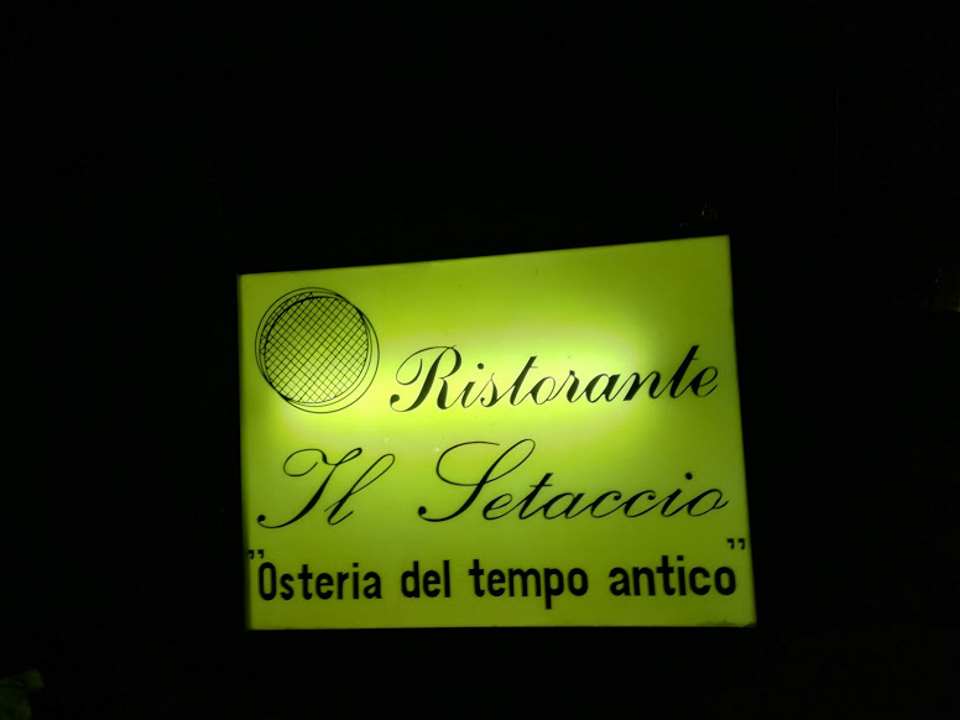 Ristorante
Il Setaccio
"Osteria del tempo antico"